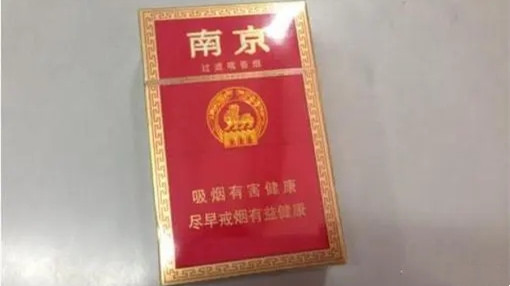 南京
过滤嘴香烟
吸烟有害健康
尽早戒烟有益健康